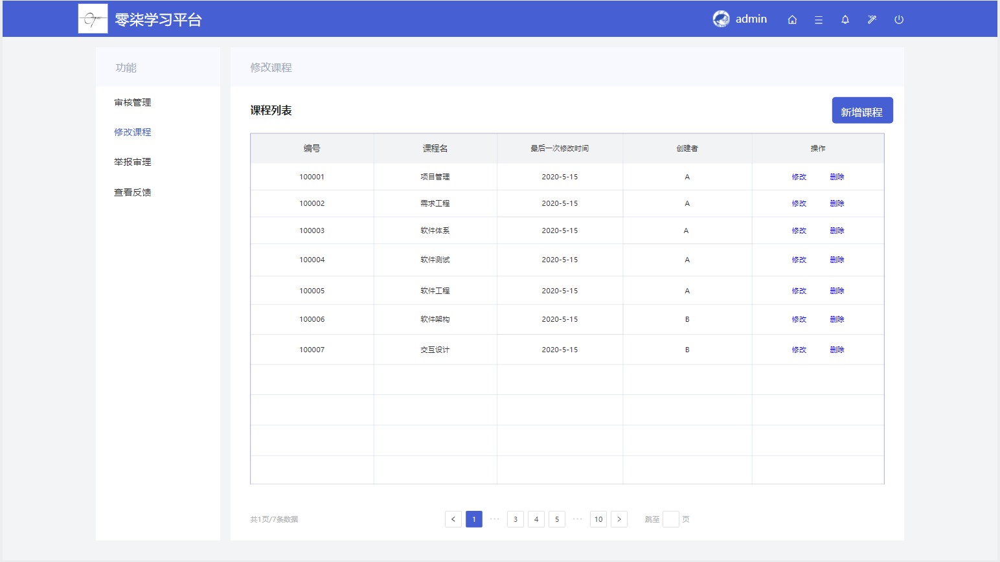 零柒学习平台
admin
功能
审核管理
修改课程
举报审理
查看反馈
修改课程
课程列表
新增课程
编号 课程名 最后一次修改时间 创建者 操作
100001 项目管理 2020-5-15 A 修改 删除
100002 需求工程 2020-5-15 A 修改 删除
100003 软件体系 2020-5-15 A 修改 删除
100004 软件测试 2020-5-15 A 修改 删除
100005 软件工程 2020-5-15 A 修改 删除
100006 软件架构 2020-5-15 B 修改 删除
100007 交互设计 2020-5-15 B 修改 删除
共1页/7条数据 < 1 ··· 3 4 5 ··· 10 > 跳至 页